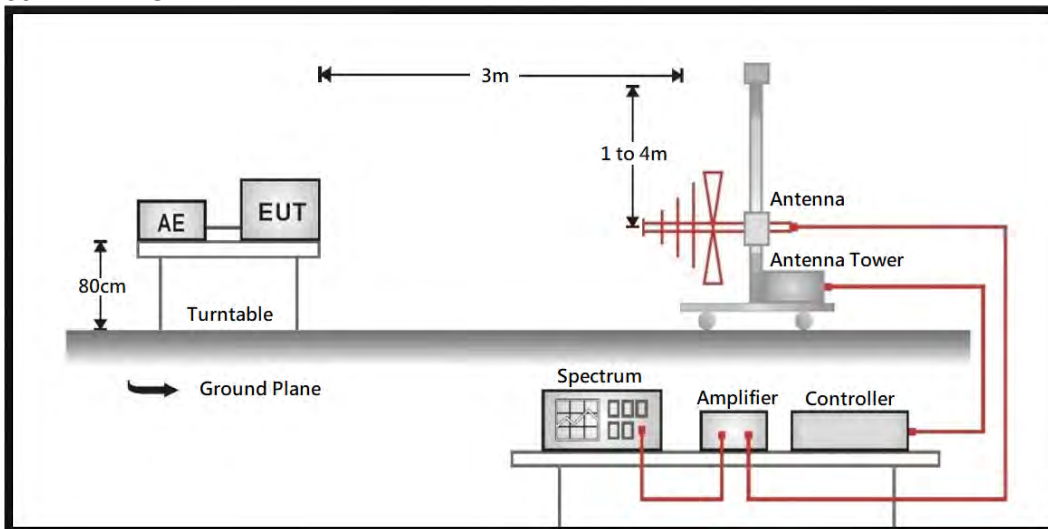 3m
1 to 4m
AE
EUT
Antenna
80cm
Antenna Tower
Turntable
Ground Plane
Spectrum
Amplifier
Controller